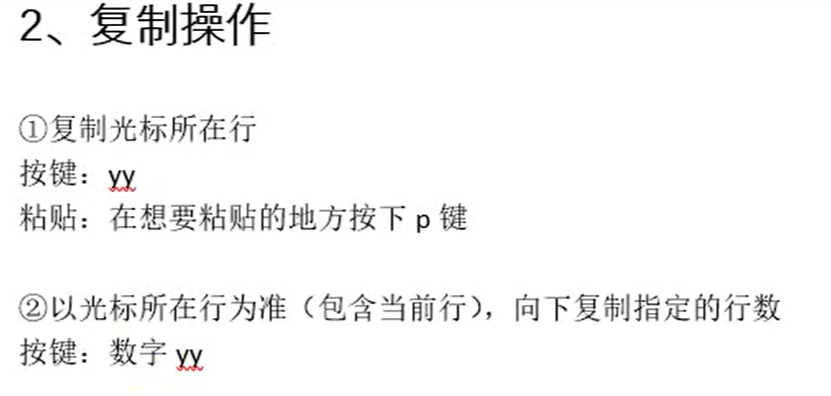 2、复制操作
①复制光标所在行
按键：yy
粘贴：在想要粘贴的地方按下 p 键
②以光标所在行为准（包含当前行），向下复制指定的行数
按键：数字 yy